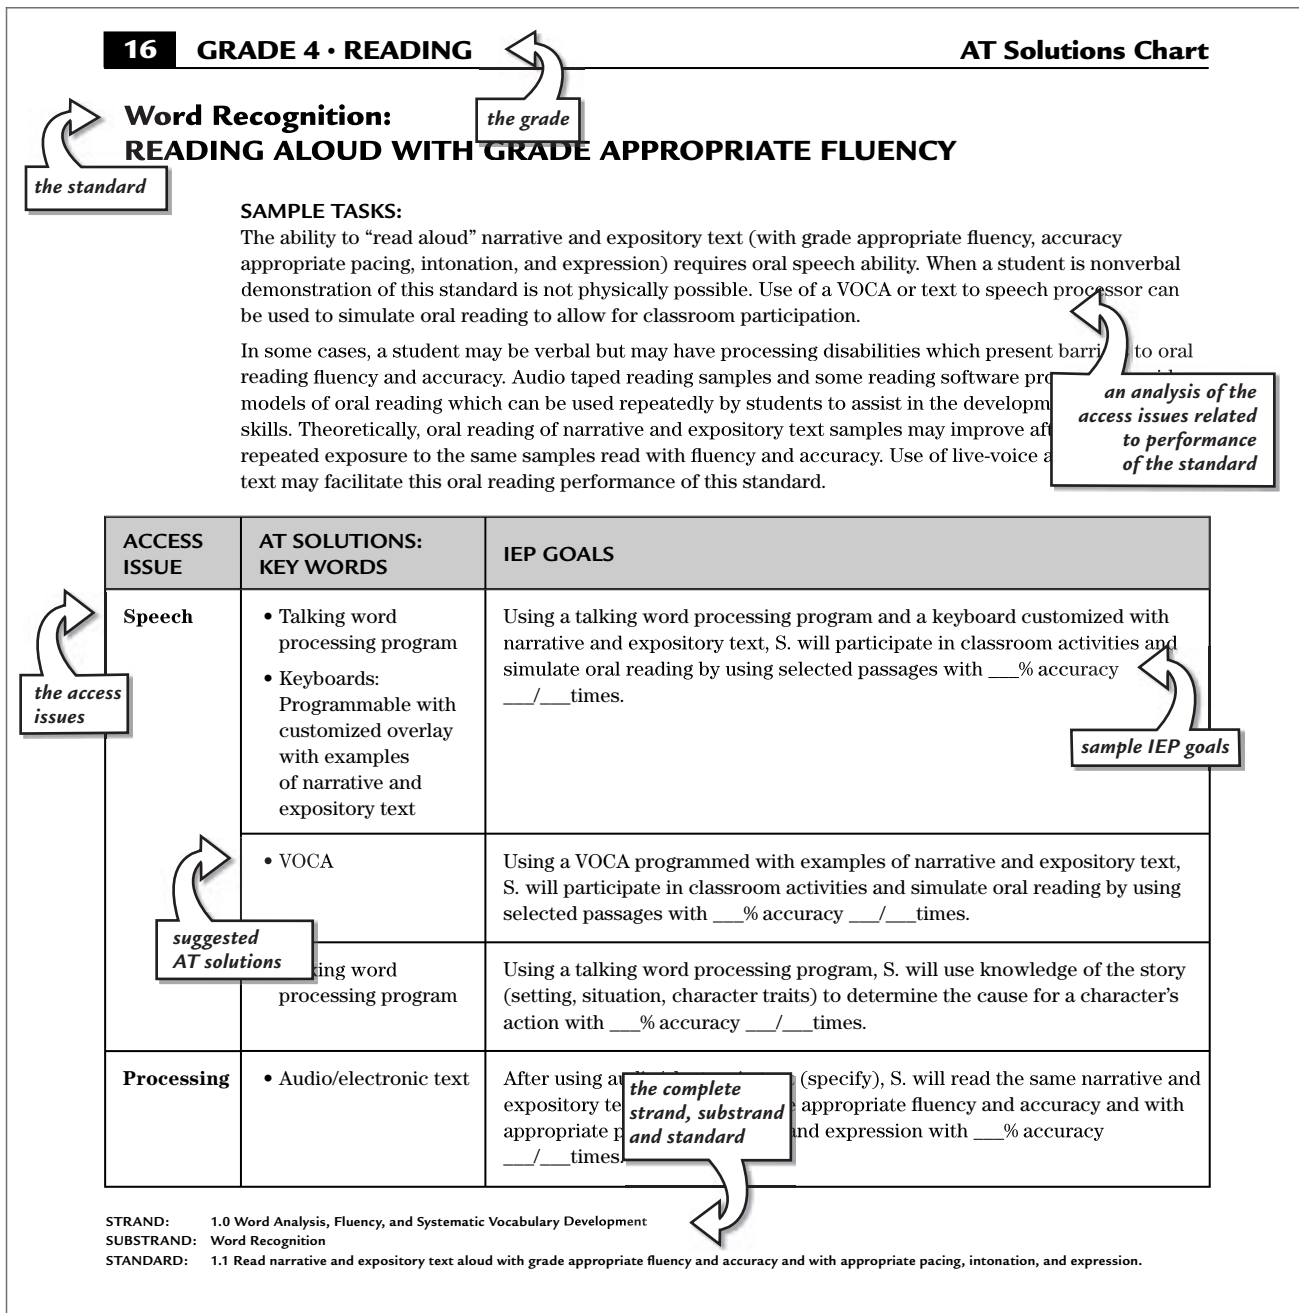 16 GRADE 4 • READING AT Solutions Chart
the grade
Word Recognition:
READING ALOUD WITH GRADE APPROPRIATE FLUENCY
the standard
SAMPLE TASKS:
The ability to “read aloud” narrative and expository text (with grade appropriate fluency, accuracy
appropriate pacing, intonation, and expression) requires oral speech ability. When a student is nonverbal
demonstration of this standard is not physically possible. Use of a VOCA or text to speech processor can
be used to simulate oral reading to allow for classroom participation.
In some cases, a student may be verbal but may have processing disabilities which present to oral
reading fluency and accuracy. Audio taped reading samples and some reading software
models of oral reading which can be used repeatedly by students to assist in the
skills. Theoretically, oral reading of narrative and expository text samples may improve
repeated exposure to the same samples read with fluency and accuracy. Use of live-voice
text may facilitate this oral reading performance of this standard.
an analysis of the
access issues related
to performance
of the standard
ACCESS
ISSUE
AT SOLUTIONS:
KEY WORDS
IEP GOALS
Speech
the access
issues
• Talking word
processing program
• Keyboards:
Programmable with
customized overlay
with examples
of narrative and
expository text
Using a talking word processing program and a keyboard customized with
narrative and expository text, S. will participate in classroom activities and
simulate oral reading by using selected passages with ___% accuracy
___/___times.
sample IEP goals
• VOCA
Using a VOCA programmed with examples of narrative and expository text,
S. will participate in classroom activities and simulate oral reading by using
selected passages with ___% accuracy ___/___times.
suggested
AT solutions
word
processing program
Using a talking word processing program, S. will use knowledge of the story
(setting, situation, character traits) to determine the cause for a character’s
action with ___% accuracy ___/___times.
Processing
• Audio/electronic text
After using (specify), S. will read the same narrative and
expository appropriate fluency and accuracy and with
appropriate and expression with ___% accuracy
___/___times.
the complete
strand, substrand
and standard
STRAND: 1.0 Word Analysis, Fluency, and Systematic Vocabulary Development
SUBSTRAND: Word Recognition
STANDARD: 1.1 Read narrative and expository text aloud with grade appropriate fluency and accuracy and with appropriate pacing, intonation, and expression.